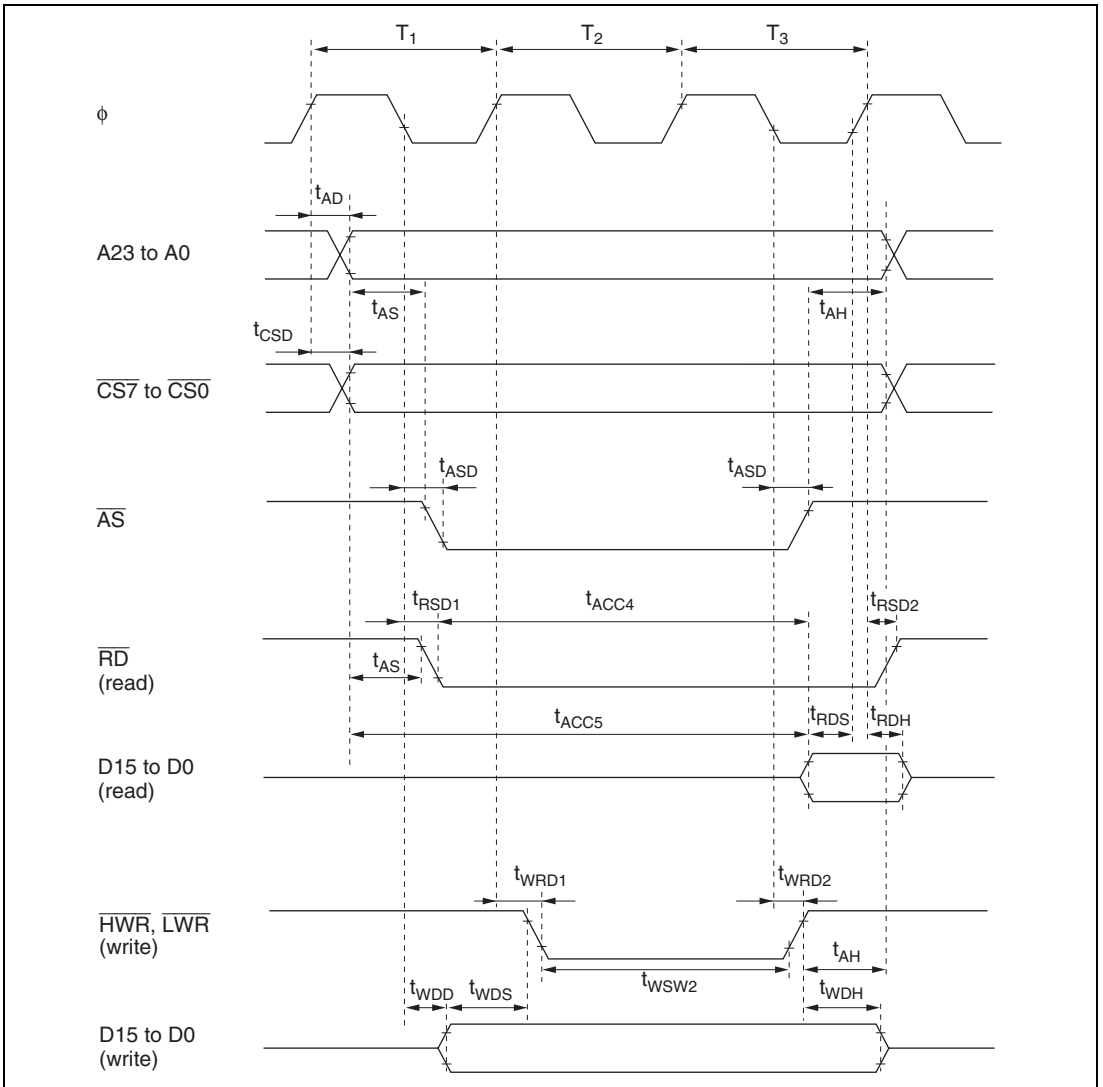 T1 T2 T3
ϕ
tAD
A23 to A0
tAS tAH
tCSD
CS7 to CS0
tASD tASD
AS
tRSD1 tACC4 tRSD2
RD
(read)
tAS
tACC5 tRDS tRDH
D15 to D0
(read)
tWRD1 tWRD2
HWR, LWR
(write)
tAH
tWSW2
tWDD tWDS tWDH
D15 to D0
(write)